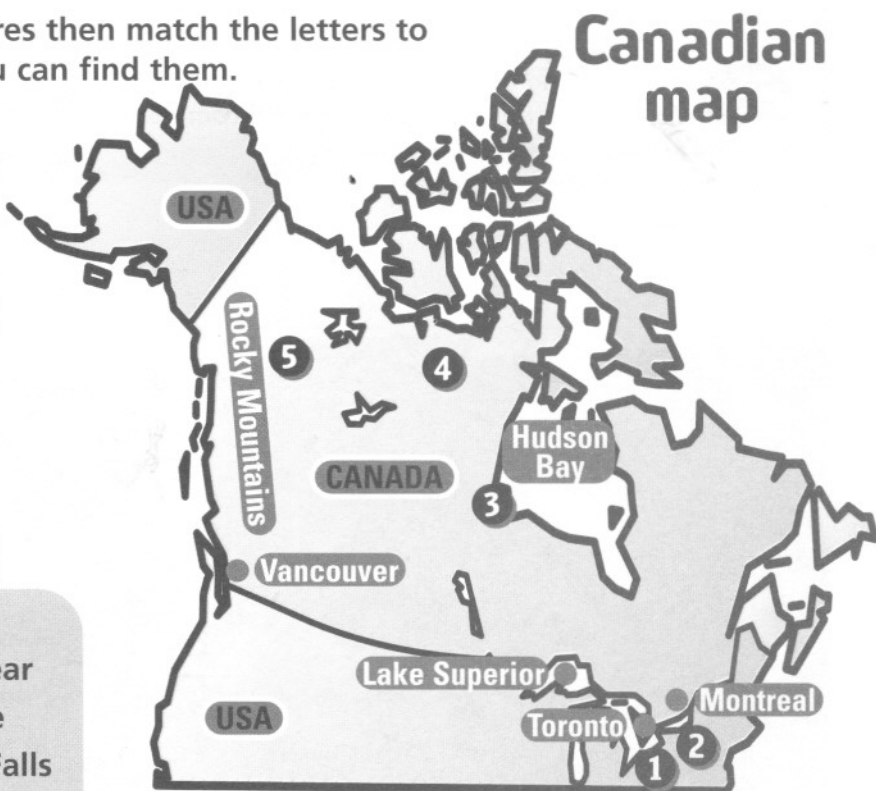 res then match the letters to
u can find them.
Canadian
map
USA
Rocky Mountains
5
4
Hudson
Bay
CANADA
3
Vancouver
ear
e
Falls
Lake Superior
USA
Toronto
Montreal
2
1